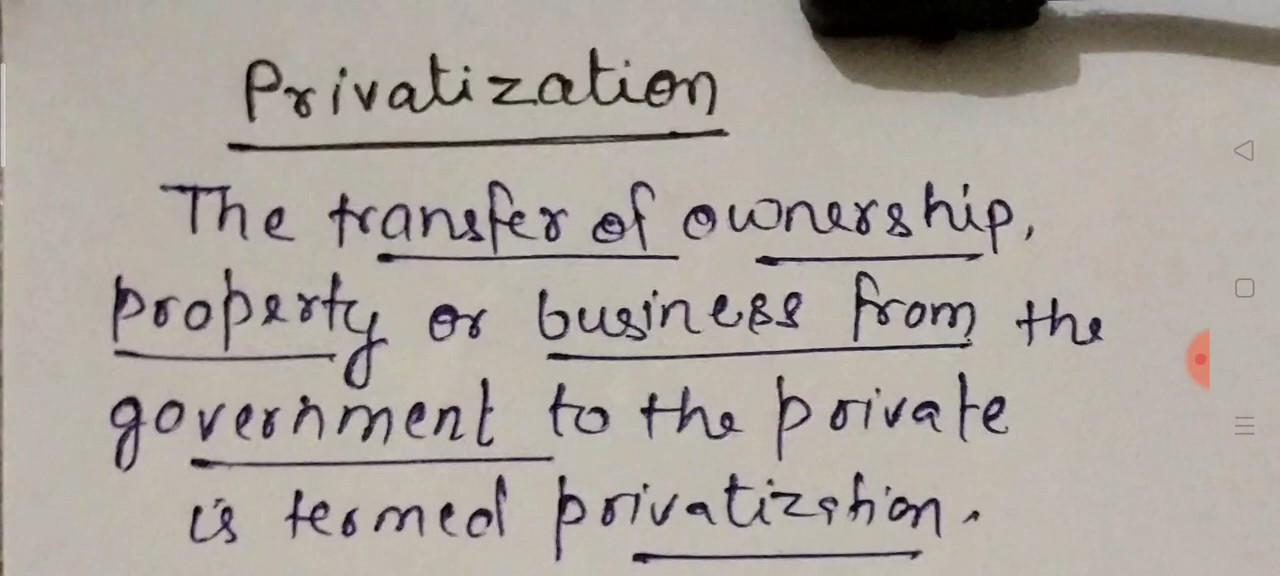 Privatization
The transfer of ownership,
property or business from the
government to the private
is termed privatization.